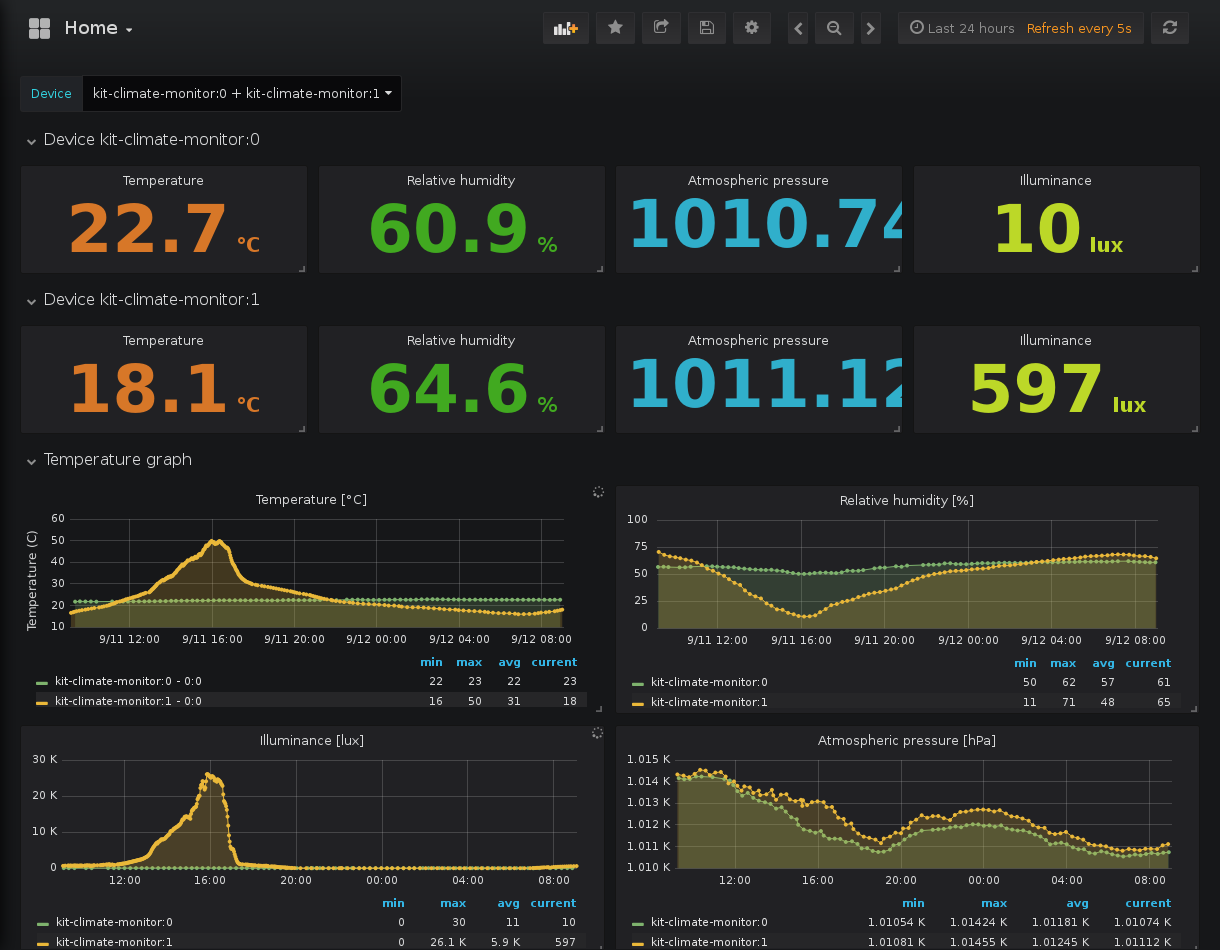 Home
Last 24 hours Refresh every 5s
Device kit-climate-monitor:0 + kit-climate-monitor:1
Device kit-climate-monitor:0
Temperature Relative humidity Atmospheric pressure Illuminance
22.7 °C 60.9 % 1010.74 10 lux
Device kit-climate-monitor:1
Temperature Relative humidity Atmospheric pressure Illuminance
18.1 °C 64.6 % 1011.12 597 lux
Temperature graph
Temperature [°C]
Temperature (C)
60
50
40
30
20
10
9/11 12:00 9/11 16:00 9/11 20:00 9/12 00:00 9/12 04:00 9/12 08:00
min max avg current
kit-climate-monitor:0 - 0:0 22 23 22 23
kit-climate-monitor:1 - 0:0 16 50 31 18
Relative humidity [%]
100
75
50
25
0
9/11 12:00 9/11 16:00 9/11 20:00 9/12 00:00 9/12 04:00 9/12 08:00
min max avg current
kit-climate-monitor:0 50 62 57 61
kit-climate-monitor:1 11 71 48 65
Illuminance [lux]
30 K
20 K
10 K
0
12:00 16:00 20:00 00:00 04:00 08:00
min max avg current
kit-climate-monitor:0 0 30 11 10
kit-climate-monitor:1 0 26.1 K 5.9 K 597
Atmospheric pressure [hPa]
1.015 K
1.014 K
1.013 K
1.012 K
1.011 K
1.010 K
12:00 16:00 20:00 00:00 04:00 08:00
min max avg current
kit-climate-monitor:0 1.01054 K 1.01424 K 1.01181 K 1.01074 K
kit-climate-monitor:1 1.01081 K 1.01455 K 1.01245 K 1.01112 K